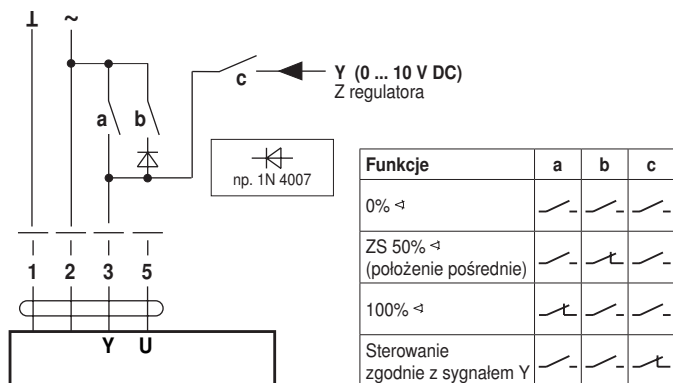 ⊥ ~
a b c Y (0 ... 10 V DC)
Z regulatora
np. 1N 4007
1 2 3 5
Y U
Funkcje a b c
0%
ZS 50%
(położenie pośrednie)
100%
Sterowanie
zgodnie z sygnałem Y